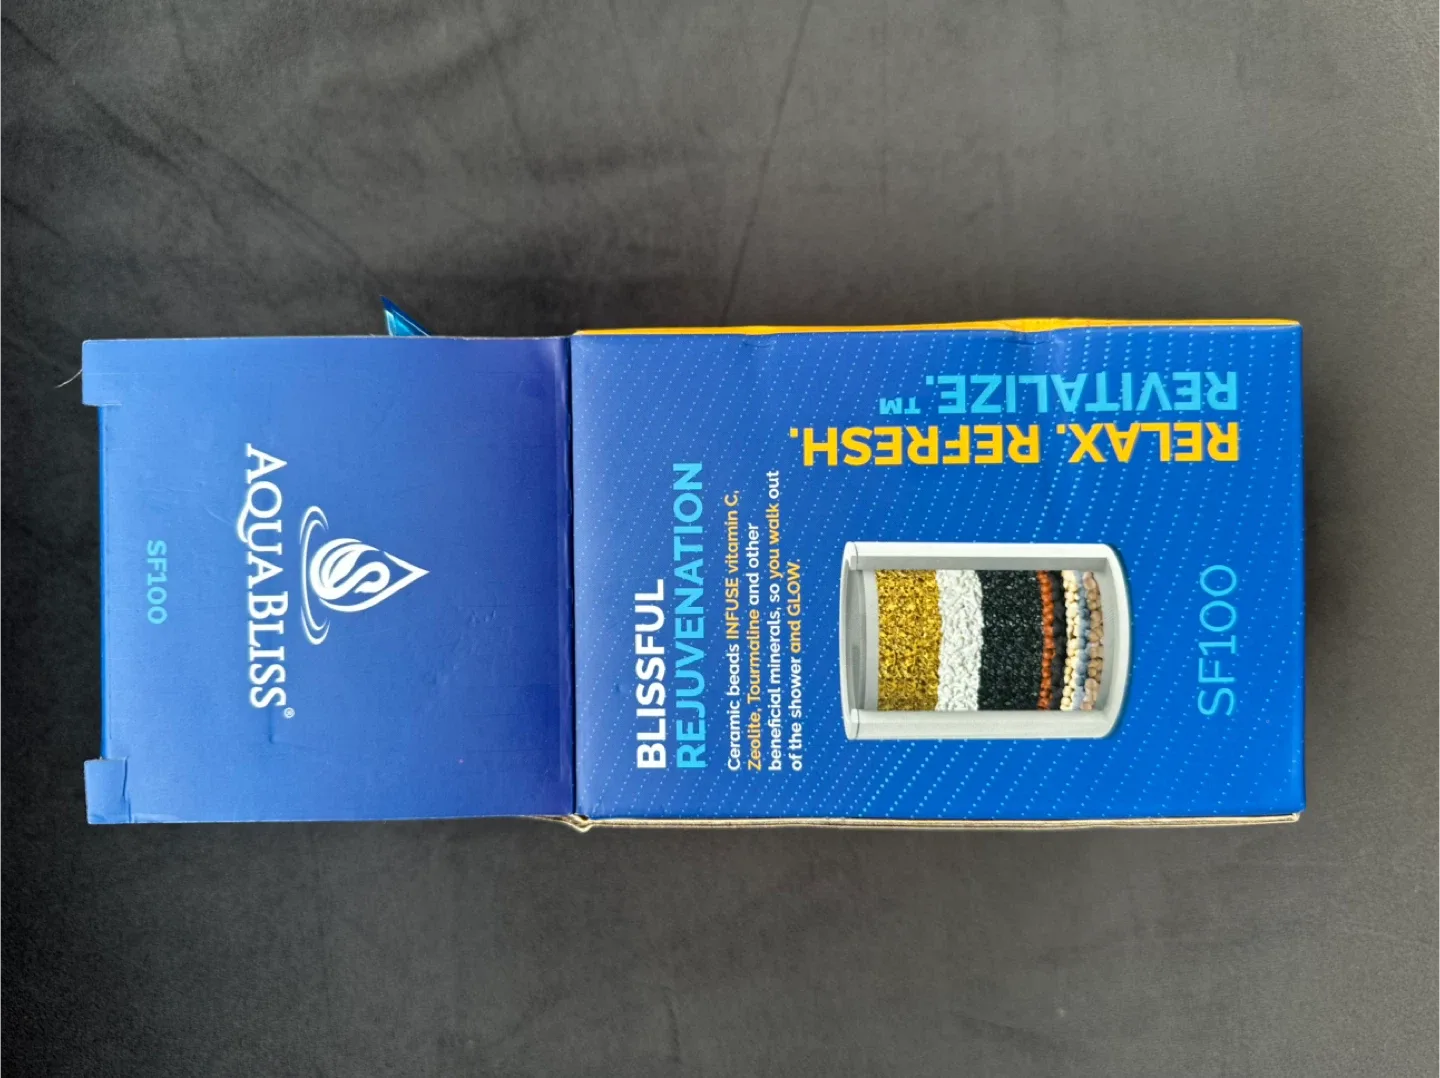 SF100
AQUABLISS®
BLISSFUL
REJUVENATION
Ceramic beads INFUSE vitamin C,
Zeolite, Tourmaline and other
beneficial minerals, so you walk out
of the shower and GLOW.
RELAX. REFRESH.
REVITALIZE.™
SF100